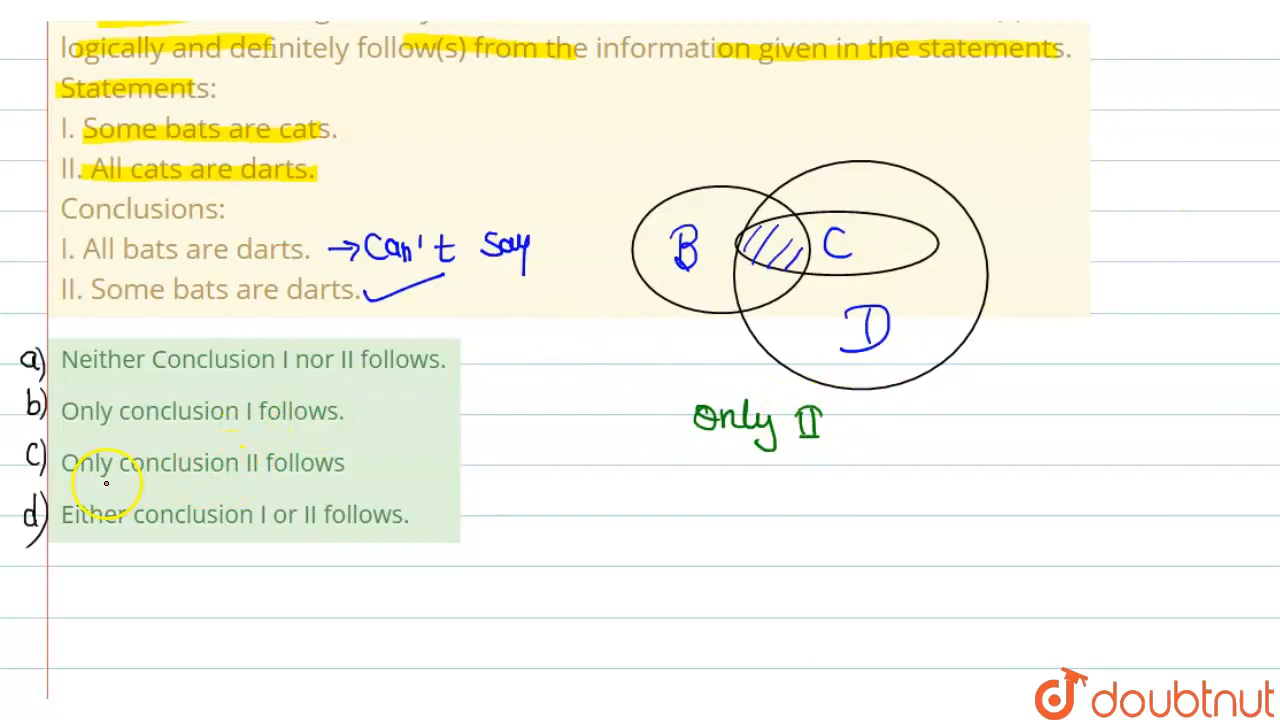 logically and definitely follow(s) from the information given in the statements.
Statements:
I. Some bats are cats.
II. All cats are darts.
Conclusions:
I. All bats are darts. → Can't say
II. Some bats are darts.
B C
D
a) Neither Conclusion I nor II follows.
b) Only conclusion I follows.
Only II
c) Only conclusion II follows
d) Either conclusion I or II follows.
doubtnut